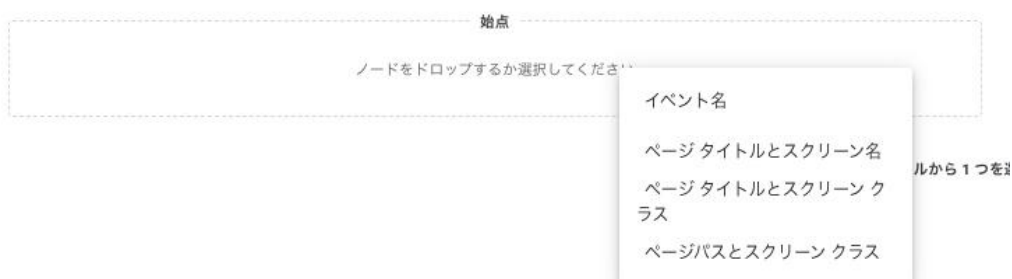 始点
ノードをドロップするか選択してください
イベント名
ページ タイトルとスクリーン名
ルから 1 つを選
ページ タイトルとスクリーン ク
ラス
ページパスとスクリーン クラス